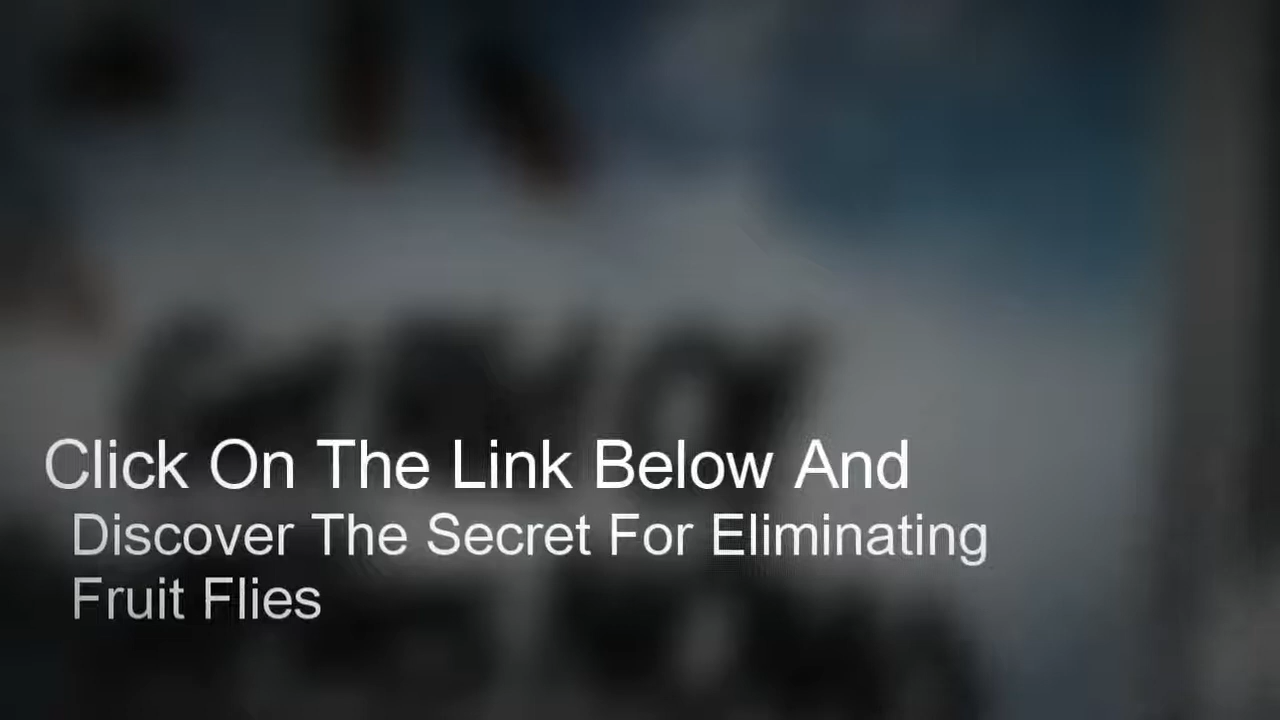 Click On The Link Below And
Discover The Secret For Eliminating
Fruit Flies